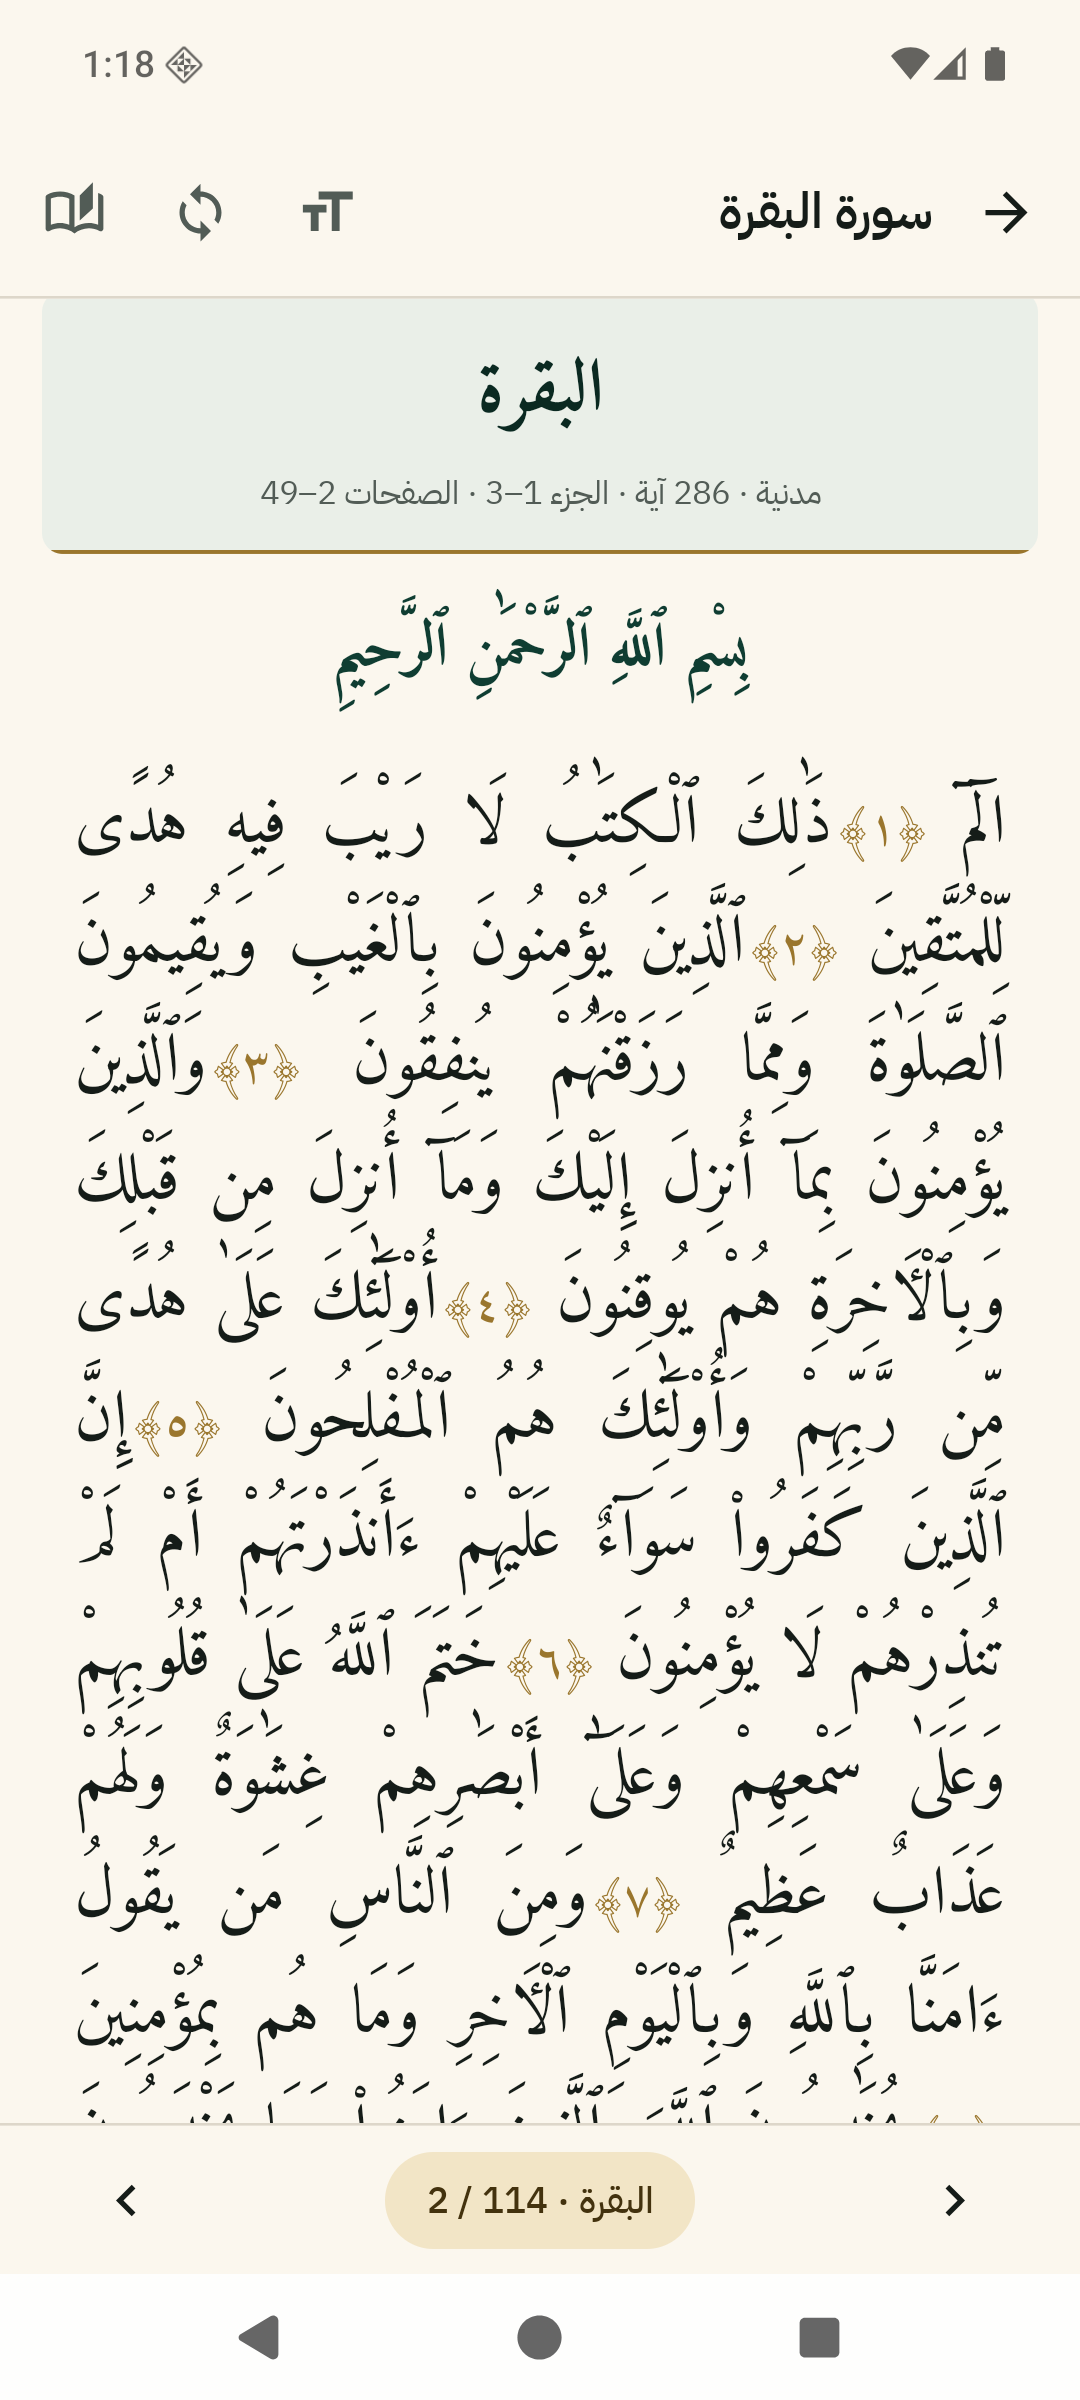 1:18
سورة البقرة
البقرة
مدنية · 286 آية · الجزء 1–3 · الصفحات 2–49
بِسْمِ ٱللَّهِ ٱلرَّحْمَٰنِ ٱلرَّحِيمِ
الٓمٓ ﴿١﴾ ذَٰلِكَ ٱلْكِتَٰبُ لَا رَيْبَ فِيهِ هُدًى
لِّلْمُتَّقِينَ ﴿٢﴾ ٱلَّذِينَ يُؤْمِنُونَ بِٱلْغَيْبِ وَيُقِيمُونَ
ٱلصَّلَوٰةَ وَمِمَّا رَزَقْنَٰهُمْ يُنفِقُونَ ﴿٣﴾ وَٱلَّذِينَ
يُؤْمِنُونَ بِمَآ أُنزِلَ إِلَيْكَ وَمَآ أُنزِلَ مِن قَبْلِكَ
وَبِٱلْأَخِرَةِ هُمْ يُوقِنُونَ ﴿٤﴾ أُو۟لَٰٓئِكَ عَلَىٰ هُدًى
مِّن رَّبِّهِمْ وَأُو۟لَٰٓئِكَ هُمُ ٱلْمُفْلِحُونَ ﴿٥﴾ إِنَّ
ٱلَّذِينَ كَفَرُوا۟ سَوَآءٌ عَلَيْهِمْ ءَأَنذَرْتَهُمْ أَمْ لَمْ
تُنذِرْهُمْ لَا يُؤْمِنُونَ ﴿٦﴾ خَتَمَ ٱللَّهُ عَلَىٰ قُلُوبِهِمْ
وَعَلَىٰ سَمْعِهِمْ وَعَلَىٰٓ أَبْصَٰرِهِمْ غِشَٰوَةٌ وَلَهُمْ
عَذَابٌ عَظِيمٌ ﴿٧﴾ وَمِنَ ٱلنَّاسِ مَن يَقُولُ
ءَامَنَّا بِٱللَّهِ وَبِٱلْيَوْمِ ٱلْأَخِرِ وَمَا هُم بِمُؤْمِنِينَ
البقرة · 114 / 2